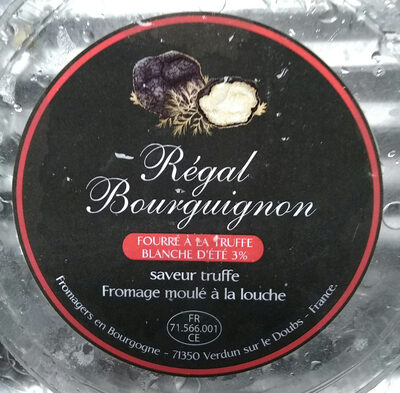 Régal
Bourguignon
FOURRÉ À LA TRUFFE
BLANCHE D'ÉTÉ 3%
saveur truffe
Fromage moulé à la louche
FR
71.566.001
CE
Fromagers en Bourgogne - 71350 Verdun sur le Doubs - France.